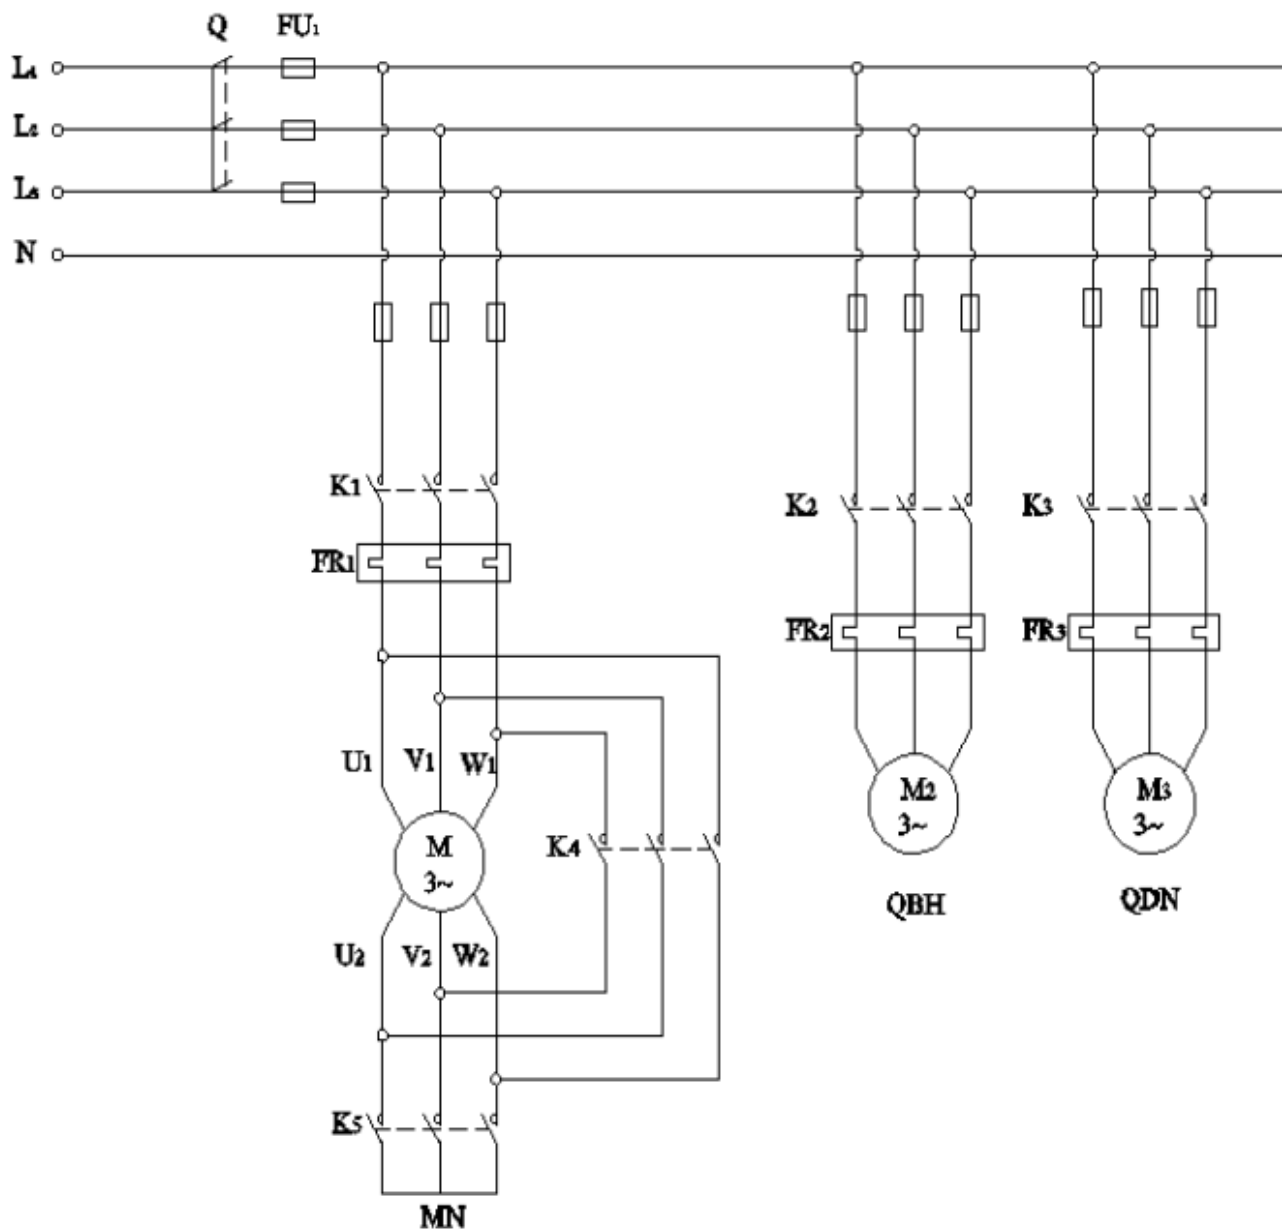 Q FU1
L1
L2
L3
N
K1
K2 K3
FR1
FR2 FR3
U1 V1 W1
M
3~
K4
M2
3~
M3
3~
QBH QDN
U2 V2 W2
K5
MN